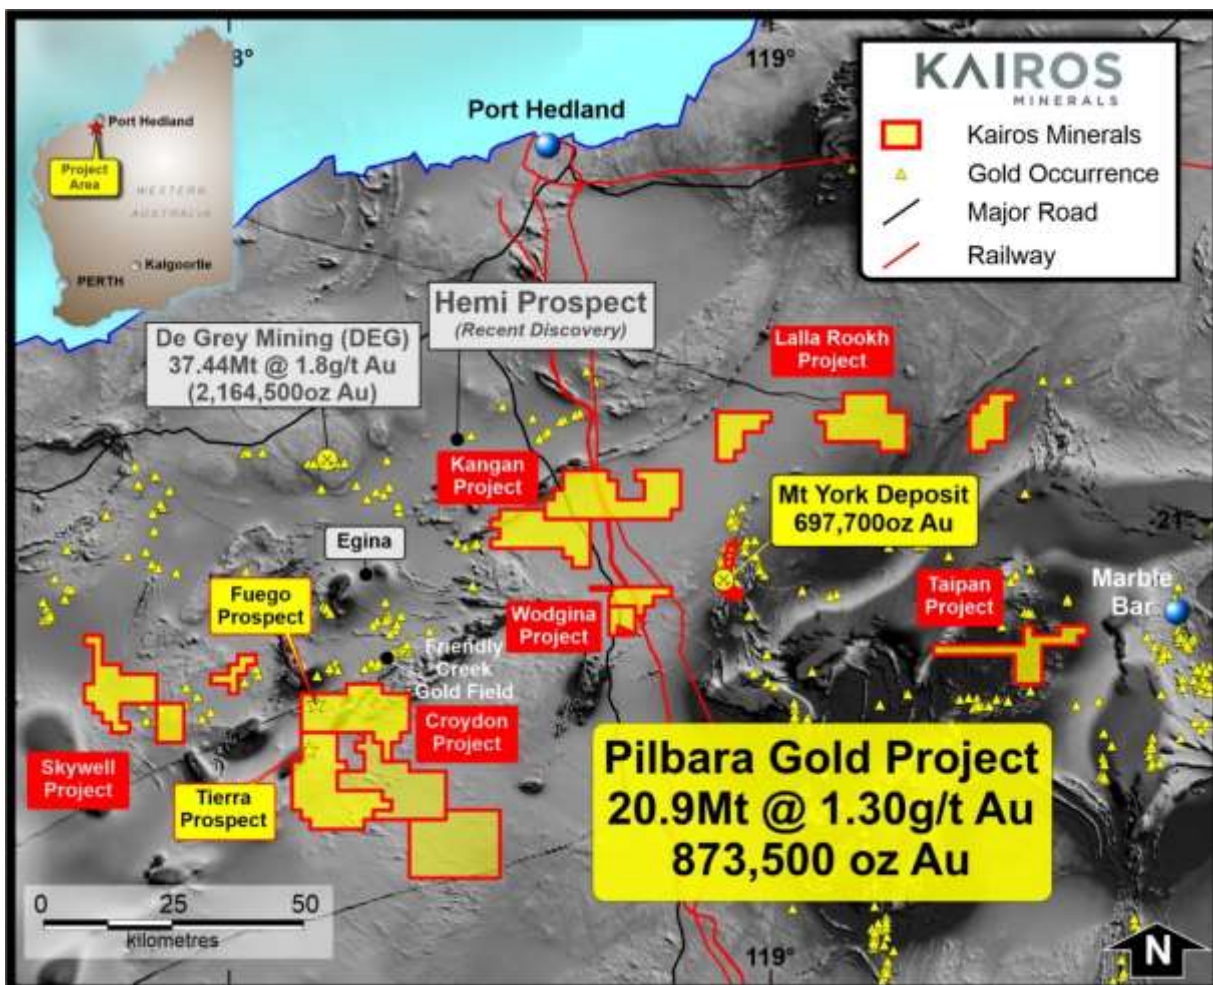 8°
119°
KAIROS
MINERALS
Kairos Minerals
Gold Occurrence
Major Road
Railway
Port Hedland
Project
Area
WESTERN
AUSTRALIA
Kalgoorlie
PERTH
Port Hedland
Hemi Prospect
(Recent Discovery)
De Grey Mining (DEG)
37.44Mt @ 1.8g/t Au
(2,164,500oz Au)
Lalla Rookh
Project
Kangan
Project
Mt York Deposit
697,700oz Au
-21°
Egina
Fuego
Prospect
Taipan
Project
Marble
Bar
Wodgina
Project
Friendly
Creek
Gold Field
Croydon
Project
Skywell
Project
Tierra
Prospect
Pilbara Gold Project
20.9Mt @ 1.30g/t Au
873,500 oz Au
0 25 50
kilometres
119°
N